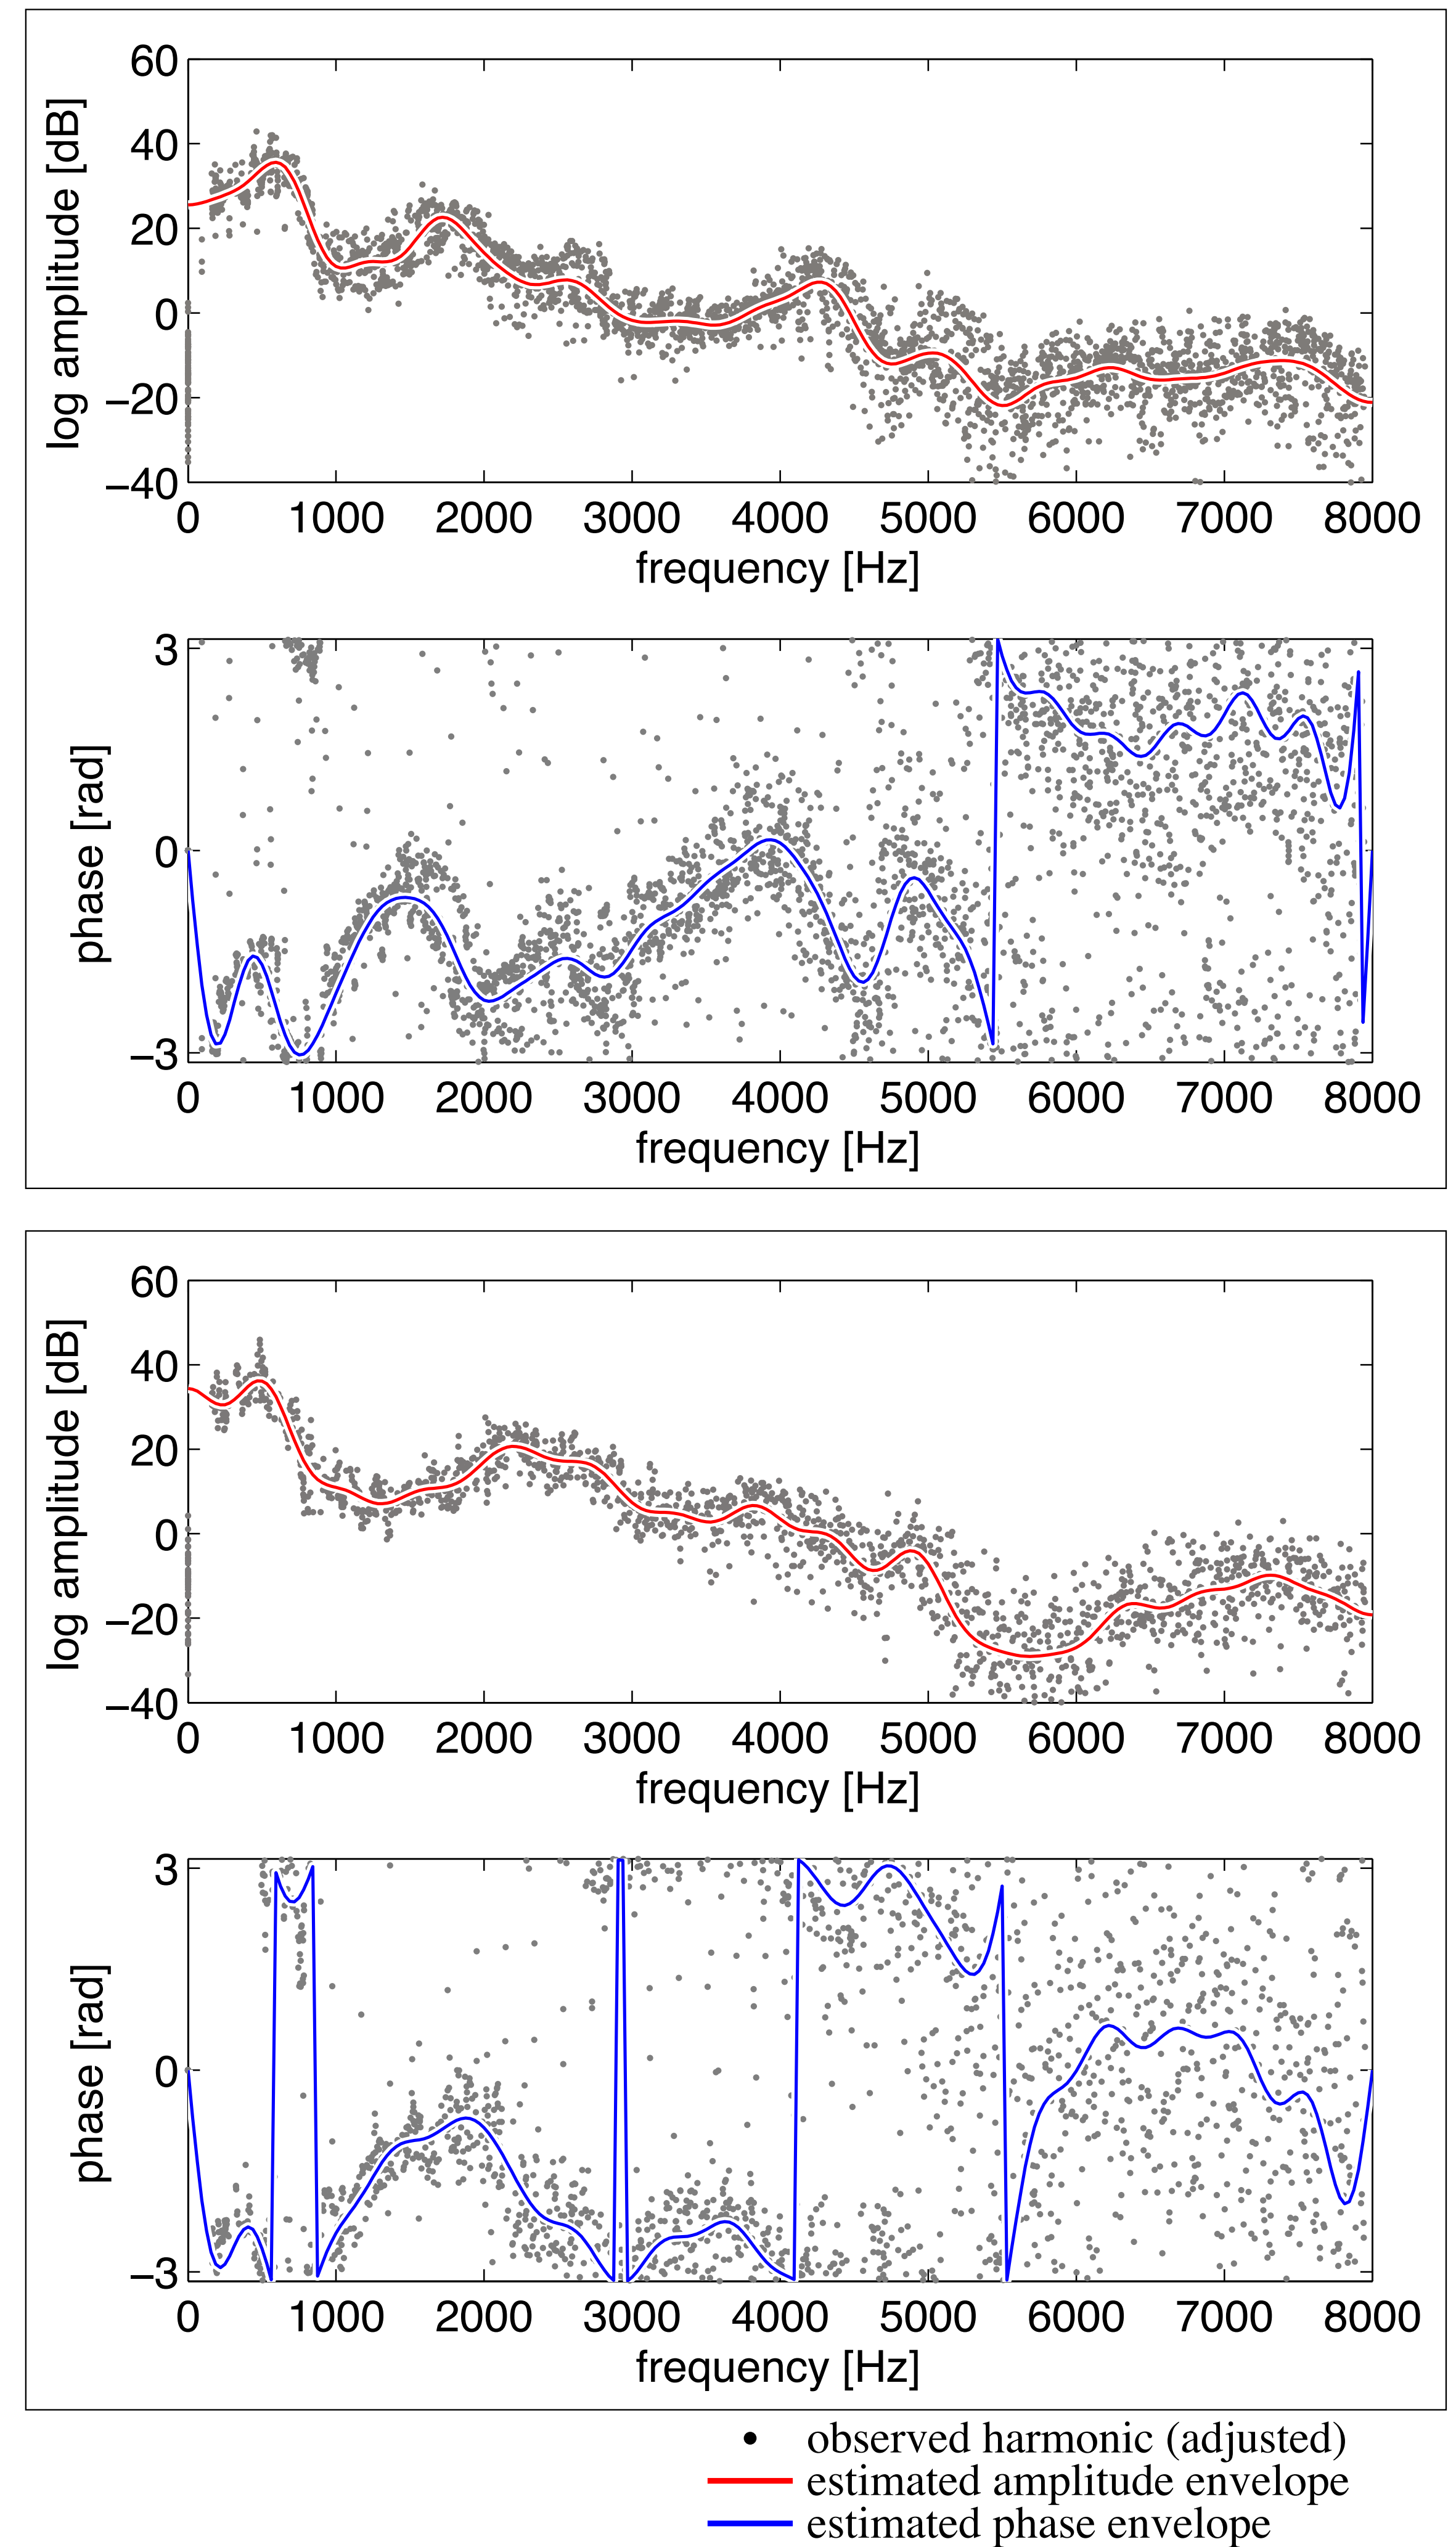 60
40
20
0
−20
−40
log amplitude [dB]
0 1000 2000 3000 4000 5000 6000 7000 8000
frequency [Hz]
3
0
−3
phase [rad]
0 1000 2000 3000 4000 5000 6000 7000 8000
frequency [Hz]
60
40
20
0
−20
−40
log amplitude [dB]
0 1000 2000 3000 4000 5000 6000 7000 8000
frequency [Hz]
3
0
−3
phase [rad]
0 1000 2000 3000 4000 5000 6000 7000 8000
frequency [Hz]
observed harmonic (adjusted)
estimated amplitude envelope
estimated phase envelope